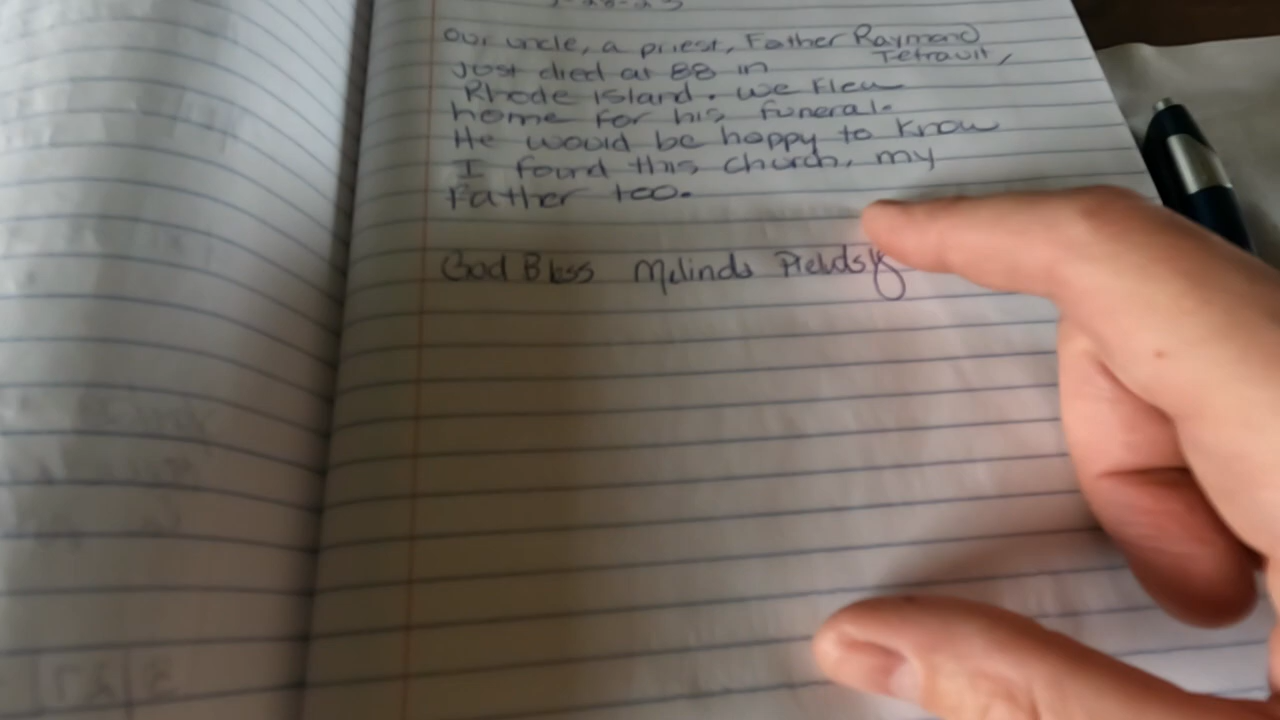 Our uncle, a priest, Father Raymond
Tetrault,
Just died at 88 in
Rhode Island. We Flew
home For his Funeral.
He would be happy to know
I found this church, my
Father too.
God Bless Melinda